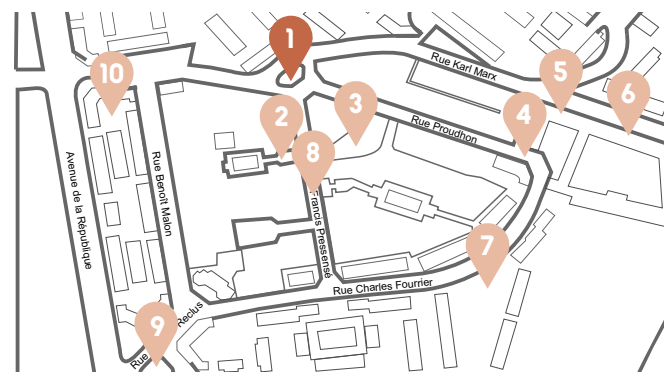 1
Rue Karl Marx
5
10
6
3
2
Rue Proudhon
4
8
Avenue de la République
Rue Benoît Malon
Francis Pressensé
7
Rue Charles Fourrier
9
Rue
Reclus